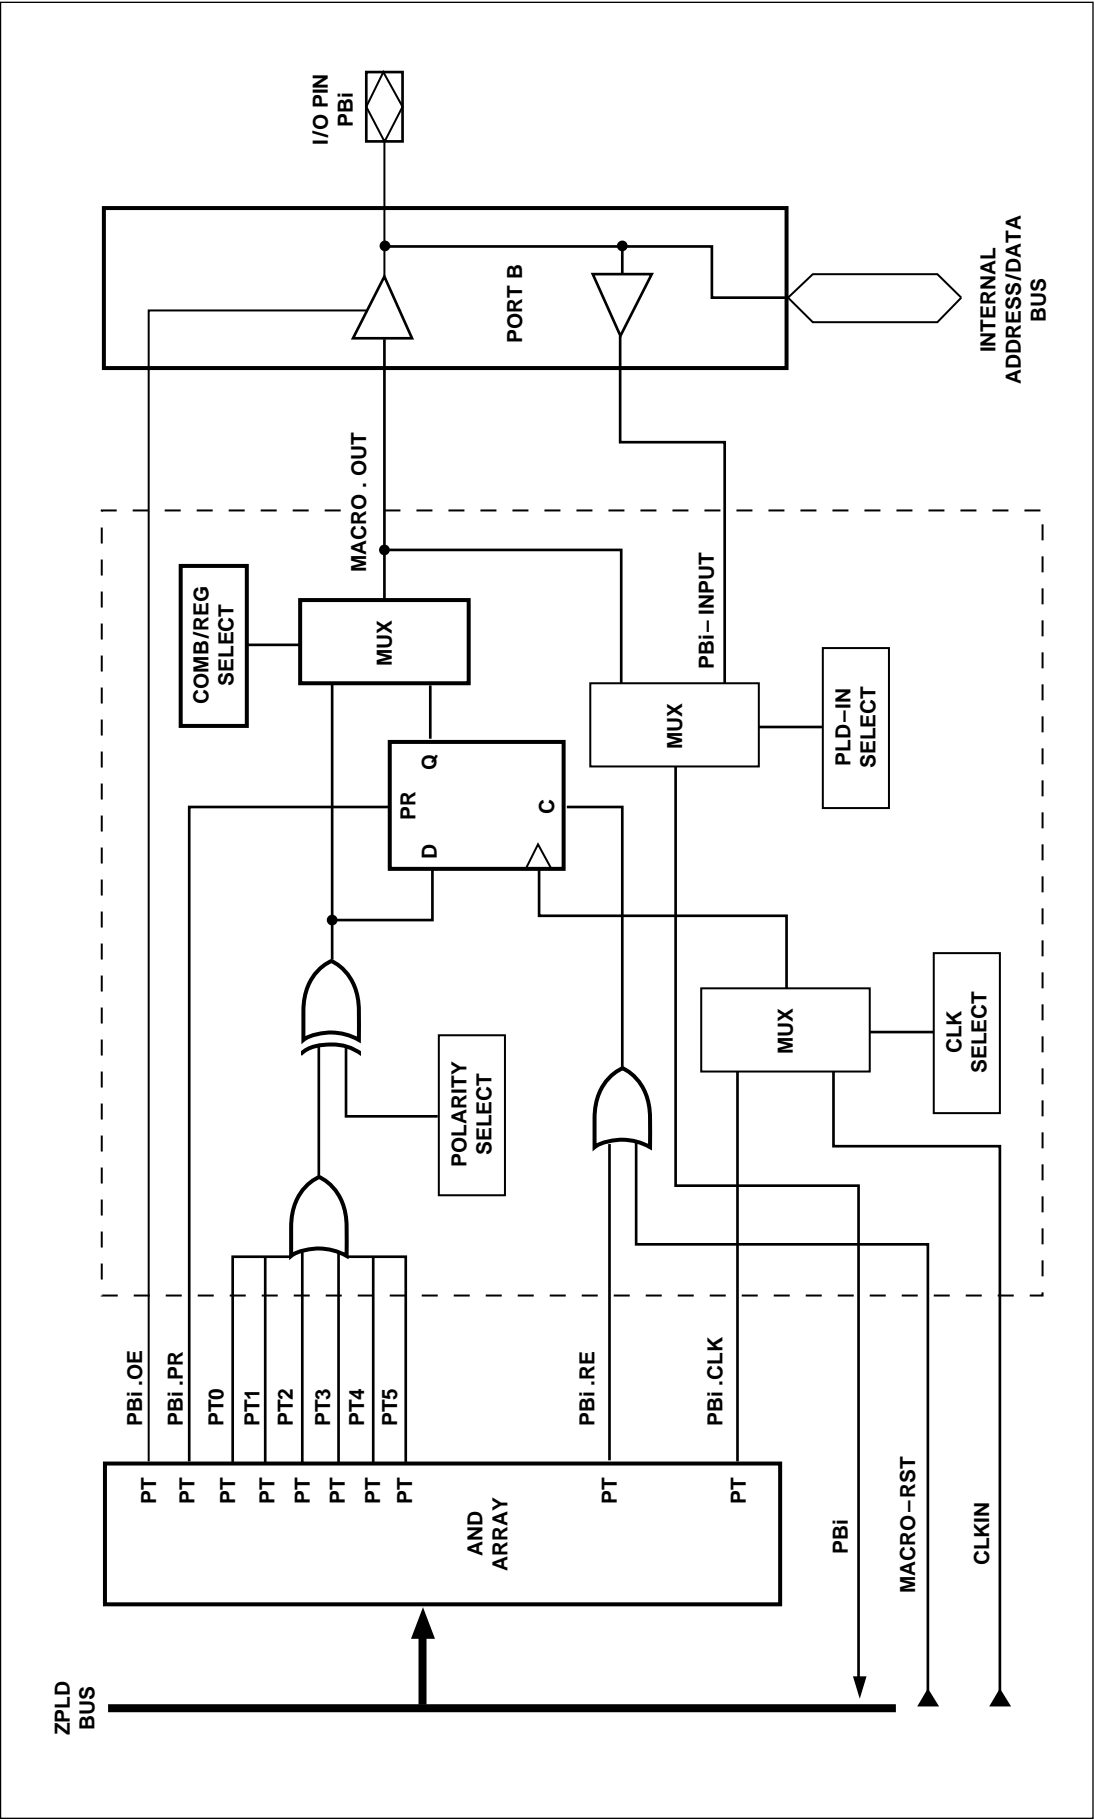 ZPLD
BUS
AND
ARRAY
PT
PT
PT
PT
PT
PT
PT
PT
PT
PT
PBi .OE
PBi .PR
PT0
PT1
PT2
PT3
PT4
PT5
PBi .RE
PBi .CLK
PBi
MACRO–RST
CLKIN
POLARITY
SELECT
MUX
CLK
SELECT
D
PR
Q
C
COMB/REG
SELECT
MUX
MACRO . OUT
MUX
PLD–IN
SELECT
PBi– INPUT
PORT B
I/O PIN
PBi
INTERNAL
ADDRESS/DATA
BUS